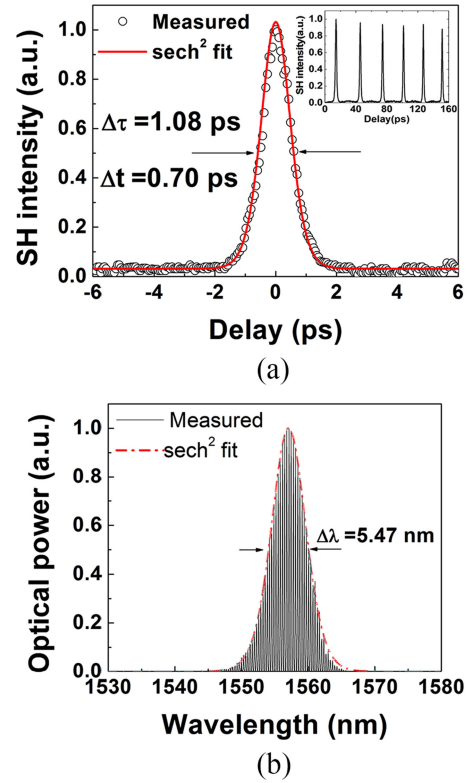 Measured
sech² fit
Δτ =1.08 ps
Δt =0.70 ps
SH intensity(a.u.)
1.0
0.8
0.6
0.4
0.2
0.0
-6 -4 -2 0 2 4 6
Delay (ps)
SH intensity(a.u.)
1.0
0.8
0.6
0.4
0.2
0.0
0 40 80 120 160
Delay(ps)
(a)
Measured
sech² fit
Δλ =5.47 nm
Optical power (a.u.)
1.0
0.8
0.6
0.4
0.2
0.0
1530 1540 1550 1560 1570 1580
Wavelength (nm)
(b)